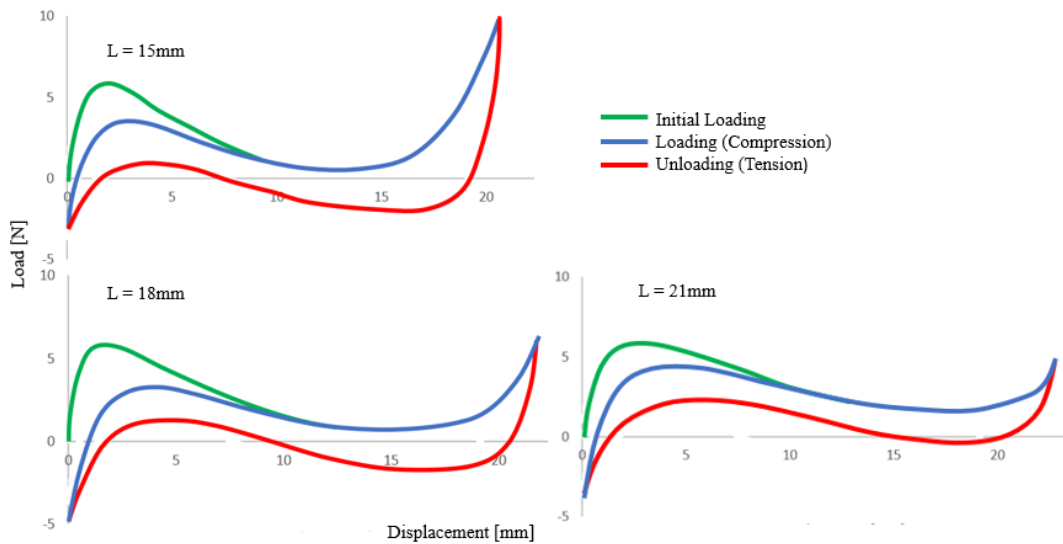 10
L = 15mm
5
0
0 5 10 15 20
-5
Initial Loading
Loading (Compression)
Unloading (Tension)
Load [N]
10
L = 18mm
5
0
0 5 10 15 20
-5
10
L = 21mm
5
0
0 5 10 15 20
-5
Displacement [mm]